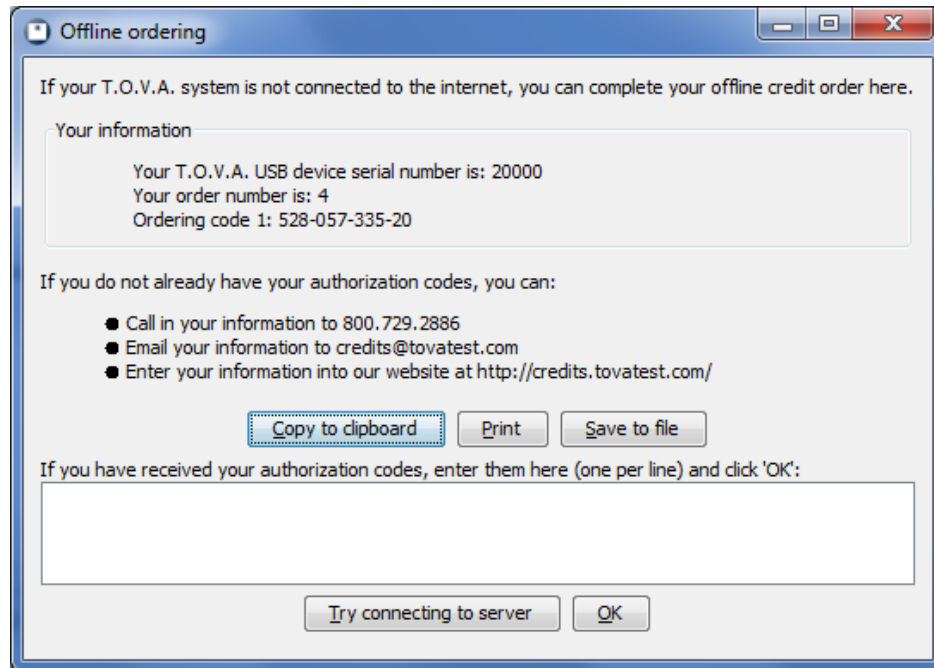 Offline ordering
If your T.O.V.A. system is not connected to the internet, you can complete your offline credit order here.
Your information
Your T.O.V.A. USB device serial number is: 20000
Your order number is: 4
Ordering code 1: 528-057-335-20
If you do not already have your authorization codes, you can:
Call in your information to 800.729.2886
Email your information to credits@tovatest.com
Enter your information into our website at http://credits.tovatest.com/
Copy to clipboard Print Save to file
If you have received your authorization codes, enter them here (one per line) and click 'OK':
Try connecting to server OK